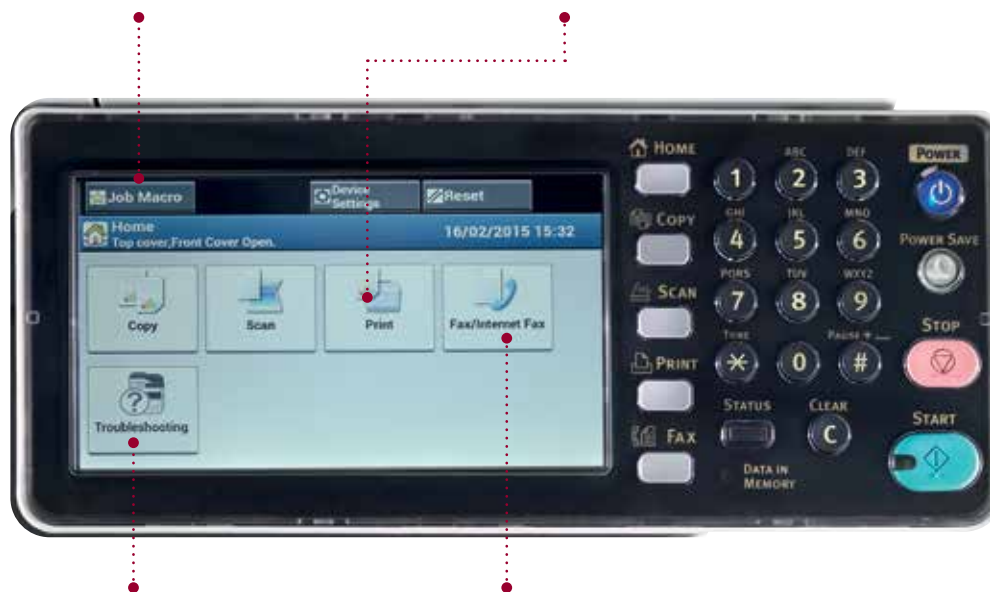 Job Macro
Device
Settings
Reset
Home
Top cover,Front Cover Open.
16/02/2015 15:32
Copy
Scan
Print
Fax/Internet Fax
Troubleshooting
HOME
COPY
SCAN
PRINT
FAX
ABC
DEF
1
2
3
GHI
JKL
MNO
4
5
6
PQRS
TUV
WXYZ
7
8
9
TONE
0
#
STATUS
CLEAR
C
DATA IN
MEMORY
POWER
POWER SAVE
STOP
START